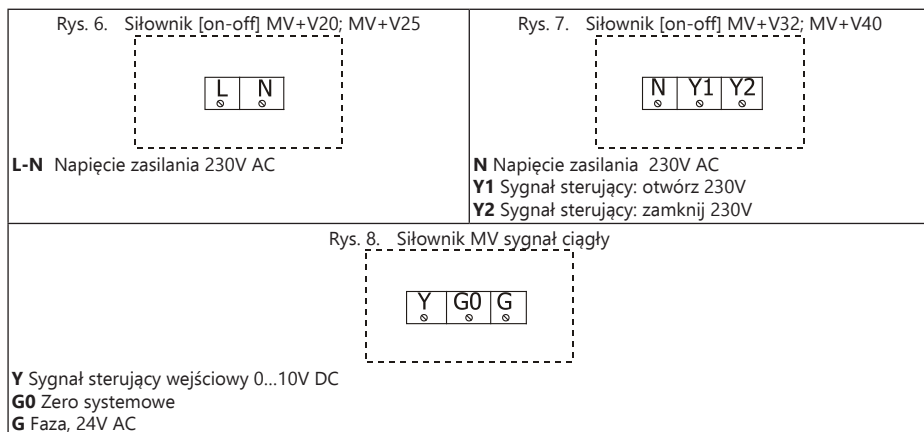 Rys. 6. Siłownik [on-off] MV+V20; MV+V25
L N
L-N Napięcie zasilania 230V AC
Rys. 7. Siłownik [on-off] MV+V32; MV+V40
N Y1 Y2
N Napięcie zasilania 230V AC
Y1 Sygnał sterujący: otwórz 230V
Y2 Sygnał sterujący: zamknij 230V
Rys. 8. Siłownik MV sygnał ciągły
Y G0 G
Y Sygnał sterujący wejściowy 0...10V DC
G0 Zero systemowe
G Faza, 24V AC